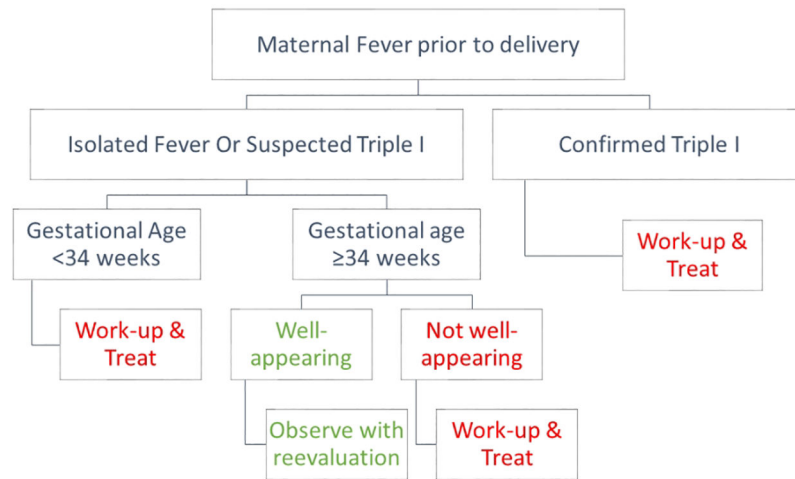 Maternal Fever prior to delivery
Isolated Fever Or Suspected Triple I
Confirmed Triple I
Gestational Age
<34 weeks
Gestational age
≥34 weeks
Work-up &
Treat
Work-up &
Treat
Well-
appearing
Not well-
appearing
Observe with
reevaluation
Work-up &
Treat